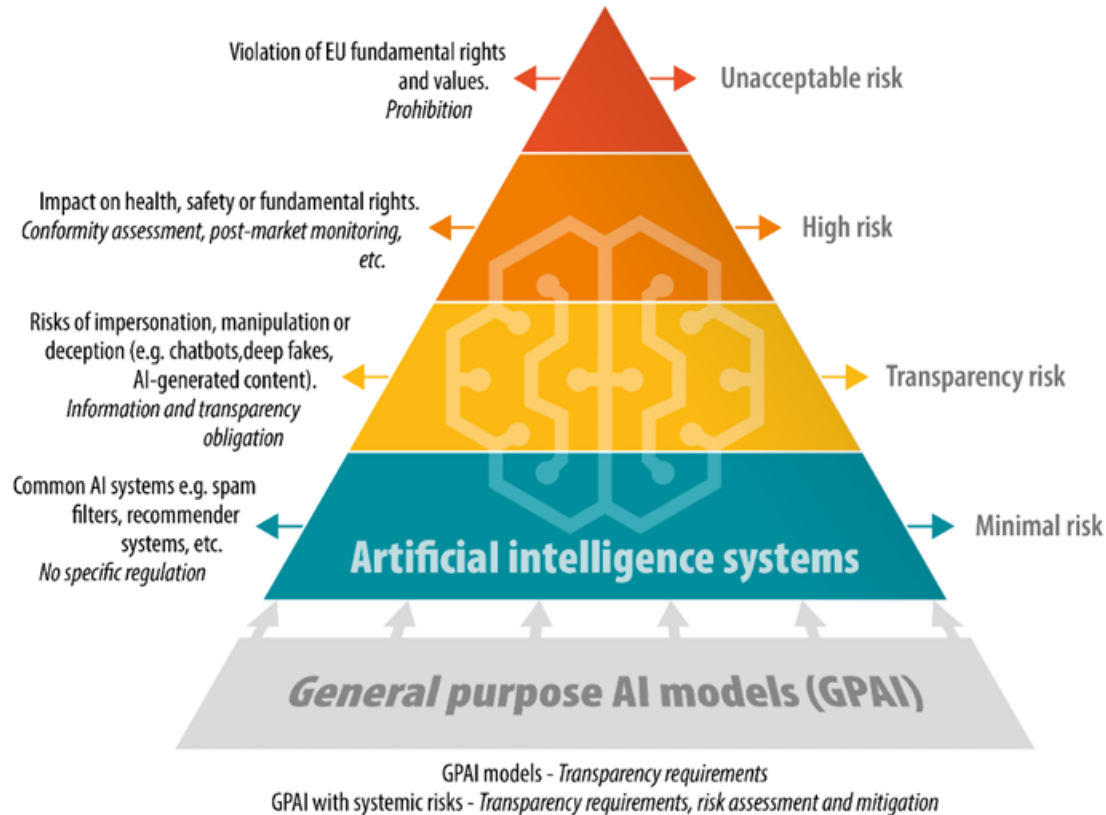 Violation of EU fundamental rights
and values.
Prohibition
Unacceptable risk
Impact on health, safety or fundamental rights.
Conformity assessment, post-market monitoring,
etc.
High risk
Risks of impersonation, manipulation or
deception (e.g. chatbots,deep fakes,
AI-generated content).
Information and transparency
obligation
Transparency risk
Common AI systems e.g. spam
filters, recommender
systems, etc.
No specific regulation
Minimal risk
Artificial intelligence systems
General purpose AI models (GPAI)
GPAI models - Transparency requirements
GPAI with systemic risks - Transparency requirements, risk assessment and mitigation